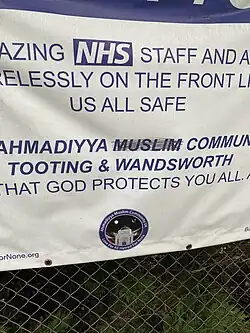 AZING NHS STAFF AND A
RELESSLY ON THE FRONT LI
US ALL SAFE
AHMADIYYA MUSLIM COMMUN
TOOTING & WANDSWORTH
THAT GOD PROTECTS YOU ALL A
orNone.org